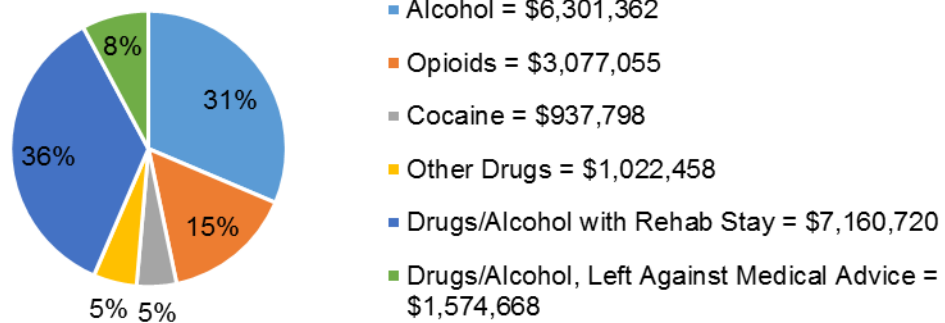 Alcohol = $6,301,362
8%
31%
Opioids = $3,077,055
Cocaine = $937,798
36%
Other Drugs = $1,022,458
15%
Drugs/Alcohol with Rehab Stay = $7,160,720
Drugs/Alcohol, Left Against Medical Advice =
$1,574,668
5% 5%